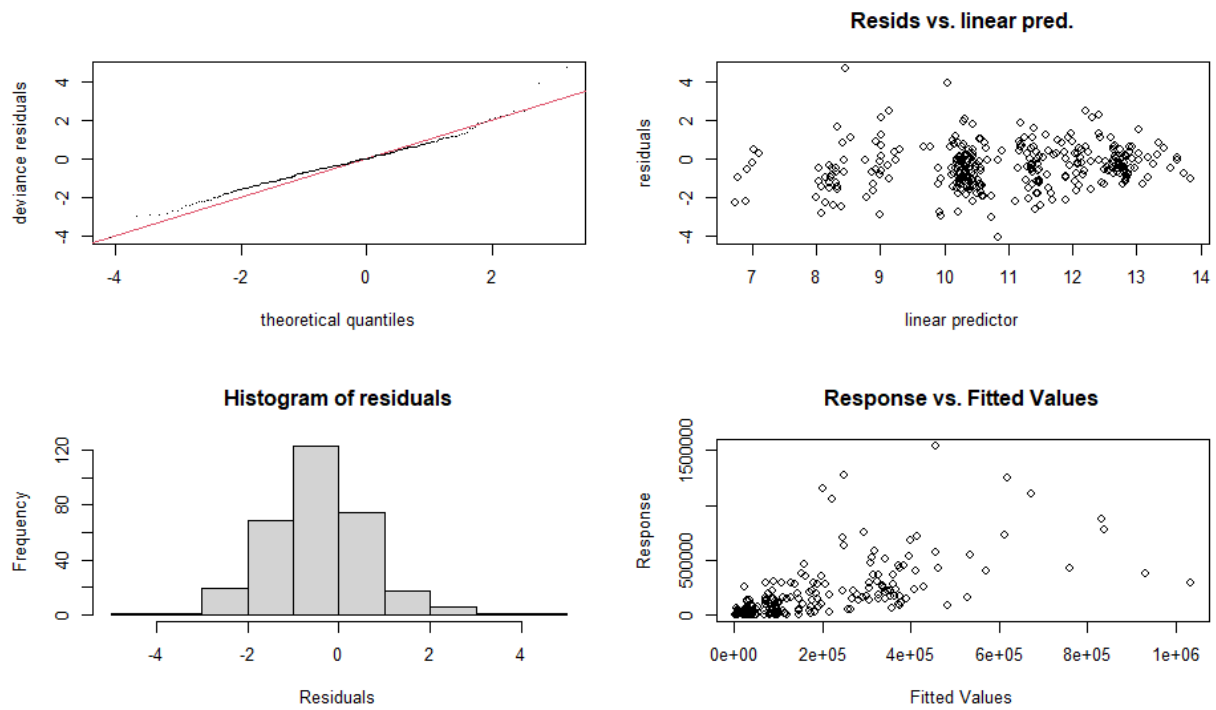 deviance residuals
4
2
0
-2
-4
-4
-2
0
2
theoretical quantiles
Resids vs. linear pred.
residuals
4
2
0
-2
-4
7
8
9
10
11
12
13
14
linear predictor
Histogram of residuals
Frequency
120
80
40
0
-4
-2
0
2
4
Residuals
Response vs. Fitted Values
Response
1500000
500000
0
0e+00
2e+05
4e+05
6e+05
8e+05
1e+06
Fitted Values